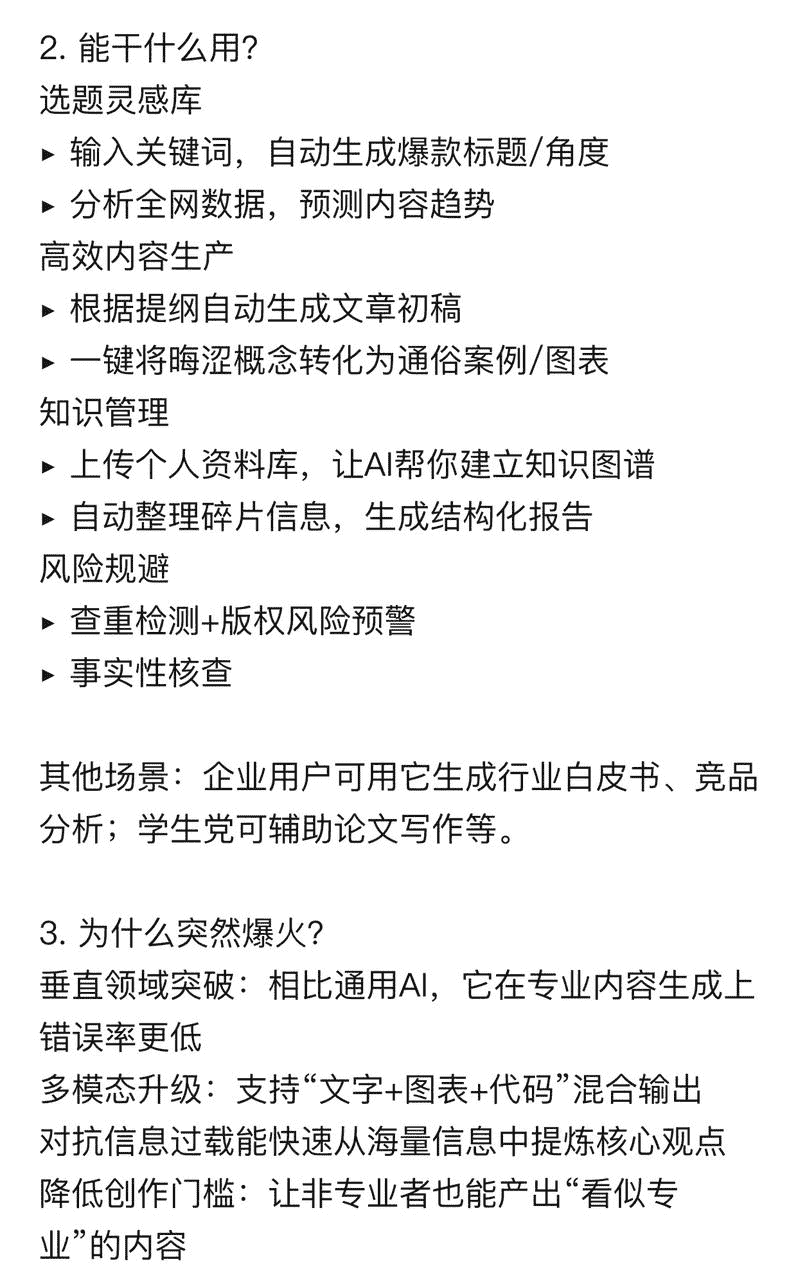 2. 能干什么用？
选题灵感库
▸ 输入关键词，自动生成爆款标题/角度
▸ 分析全网数据，预测内容趋势
高效内容生产
▸ 根据提纲自动生成文章初稿
▸ 一键将晦涩概念转化为通俗案例/图表
知识管理
▸ 上传个人资料库，让AI帮你建立知识图谱
▸ 自动整理碎片信息，生成结构化报告
风险规避
▸ 查重检测+版权风险预警
▸ 事实性核查
其他场景：企业用户可用它生成行业白皮书、竞品
分析；学生党可辅助论文写作等。
3. 为什么突然爆火？
垂直领域突破：相比通用AI，它在专业内容生成上
错误率更低
多模态升级：支持“文字+图表+代码”混合输出
对抗信息过载能快速从海量信息中提炼核心观点
降低创作门槛：让非专业者也能产出“看似专
业”的内容